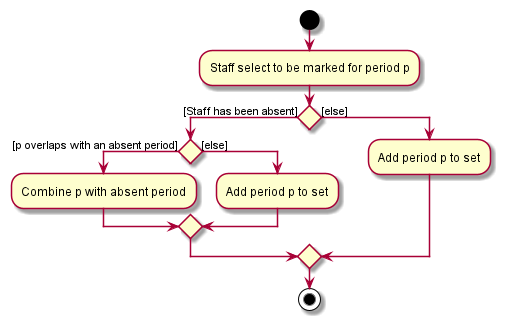 Staff select to be marked for period p
[Staff has been absent]
[else]
[p overlaps with an absent period]
[else]
Add period p to set
Combine p with absent period
Add period p to set